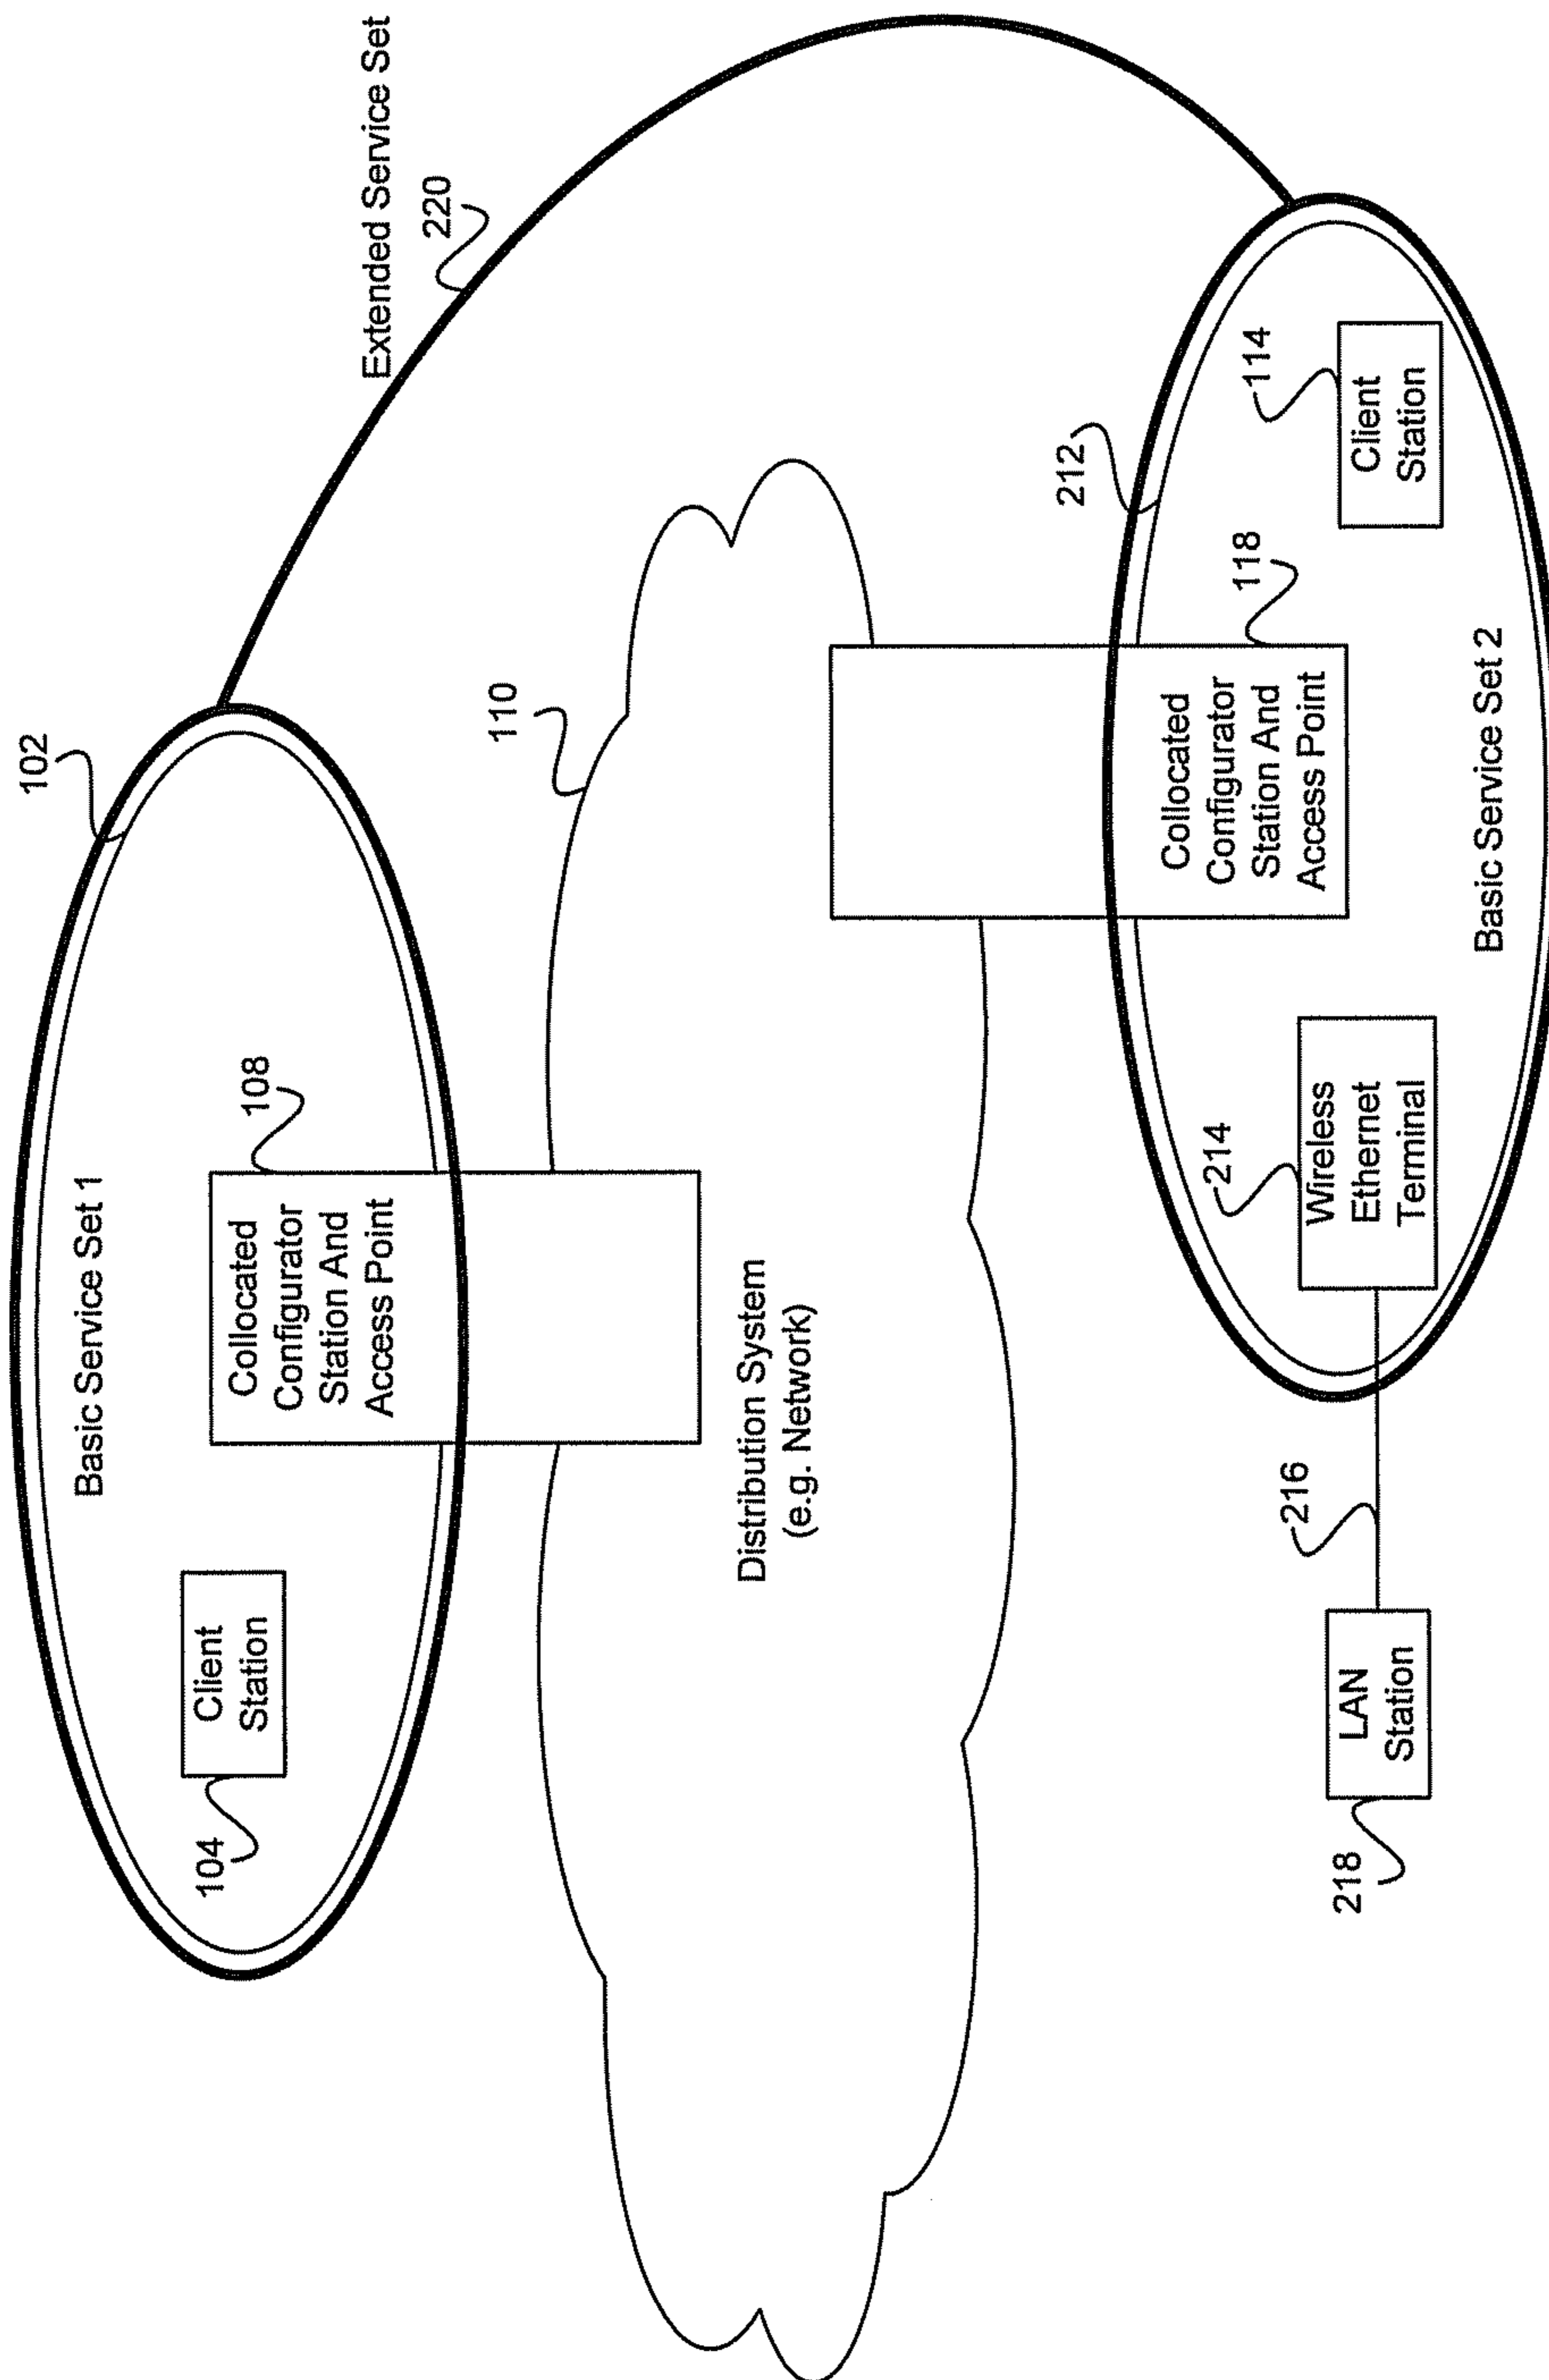 Extended Service Set
220
102
Basic Service Set 1
104
Client
Station
108
Collocated
Configurator
Station And
Access Point
110
Distribution System
(e.g. Network)
212
118
Collocated
Configurator
Station And
Access Point
114
Client
Station
214
Wireless
Ethernet
Terminal
Basic Service Set 2
216
218
LAN
Station